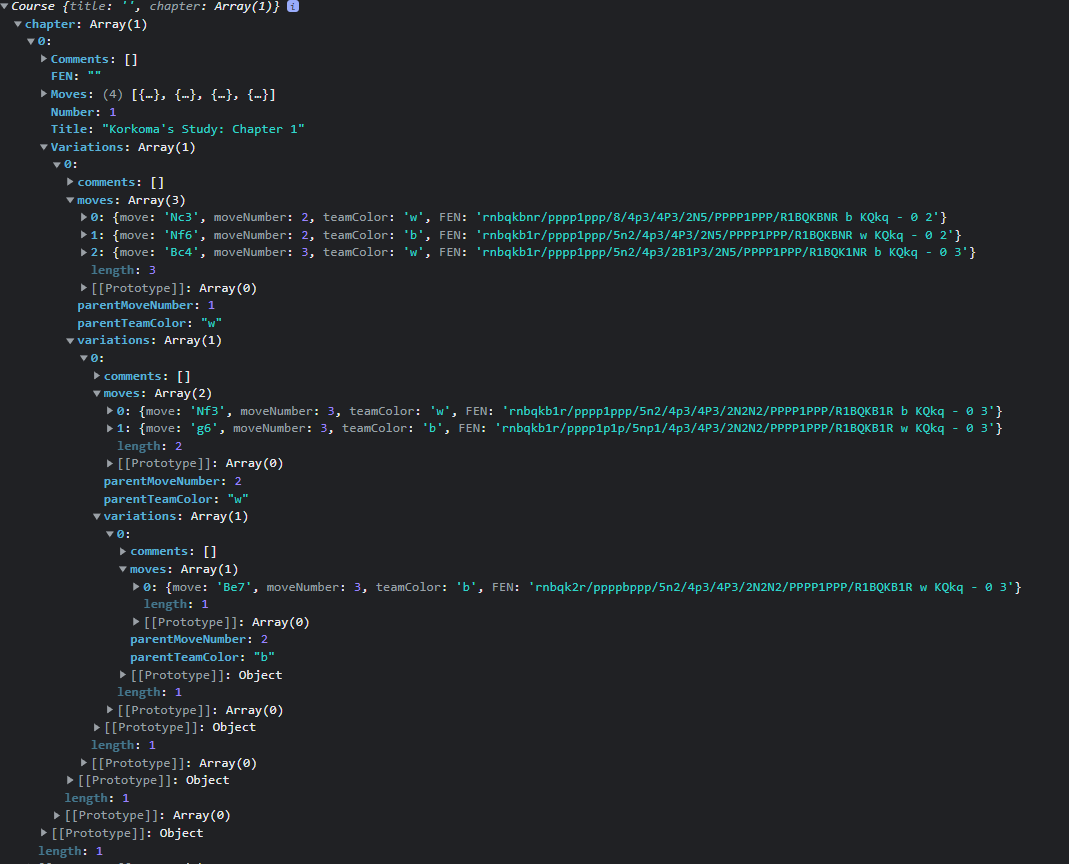 Course {title: '', chapter: Array(1)} i
chapter: Array(1)
0:
Comments: []
FEN: ""
Moves: (4) [{…}, {…}, {…}, {…}]
Number: 1
Title: "Korkoma's Study: Chapter 1"
Variations: Array(1)
0:
comments: []
moves: Array(3)
0: {move: 'Nc3', moveNumber: 2, teamColor: 'w', FEN: 'rnbqkbnr/pppp1ppp/8/4p3/4P3/2N5/PPPP1PPP/R1BQKBNR b KQkq - 0 2'}
1: {move: 'Nf6', moveNumber: 2, teamColor: 'b', FEN: 'rnbqkb1r/pppp1ppp/5n2/4p3/4P3/2N5/PPPP1PPP/R1BQKBNR w KQkq - 0 2'}
2: {move: 'Bc4', moveNumber: 3, teamColor: 'w', FEN: 'rnbqkb1r/pppp1ppp/5n2/4p3/2B1P3/2N5/PPPP1PPP/R1BQK1NR b KQkq - 0 3'}
length: 3
[[Prototype]]: Array(0)
parentMoveNumber: 1
parentTeamColor: "w"
variations: Array(1)
0:
comments: []
moves: Array(2)
0: {move: 'Nf3', moveNumber: 3, teamColor: 'w', FEN: 'rnbqkb1r/pppp1ppp/5n2/4p3/4P3/2N2N2/PPPP1PPP/R1BQKB1R b KQkq - 0 3'}
1: {move: 'g6', moveNumber: 3, teamColor: 'b', FEN: 'rnbqkb1r/pppp1p1p/5np1/4p3/4P3/2N2N2/PPPP1PPP/R1BQKB1R w KQkq - 0 3'}
length: 2
[[Prototype]]: Array(0)
parentMoveNumber: 2
parentTeamColor: "w"
variations: Array(1)
0:
comments: []
moves: Array(1)
0: {move: 'Be7', moveNumber: 3, teamColor: 'b', FEN: 'rnbqk2r/ppppbppp/5n2/4p3/4P3/2N2N2/PPPP1PPP/R1BQKB1R w KQkq - 0 3'}
length: 1
[[Prototype]]: Array(0)
parentMoveNumber: 2
parentTeamColor: "b"
[[Prototype]]: Object
length: 1
[[Prototype]]: Array(0)
[[Prototype]]: Object
length: 1
[[Prototype]]: Array(0)
[[Prototype]]: Object
length: 1
[[Prototype]]: Array(0)
[[Prototype]]: Object
length: 1